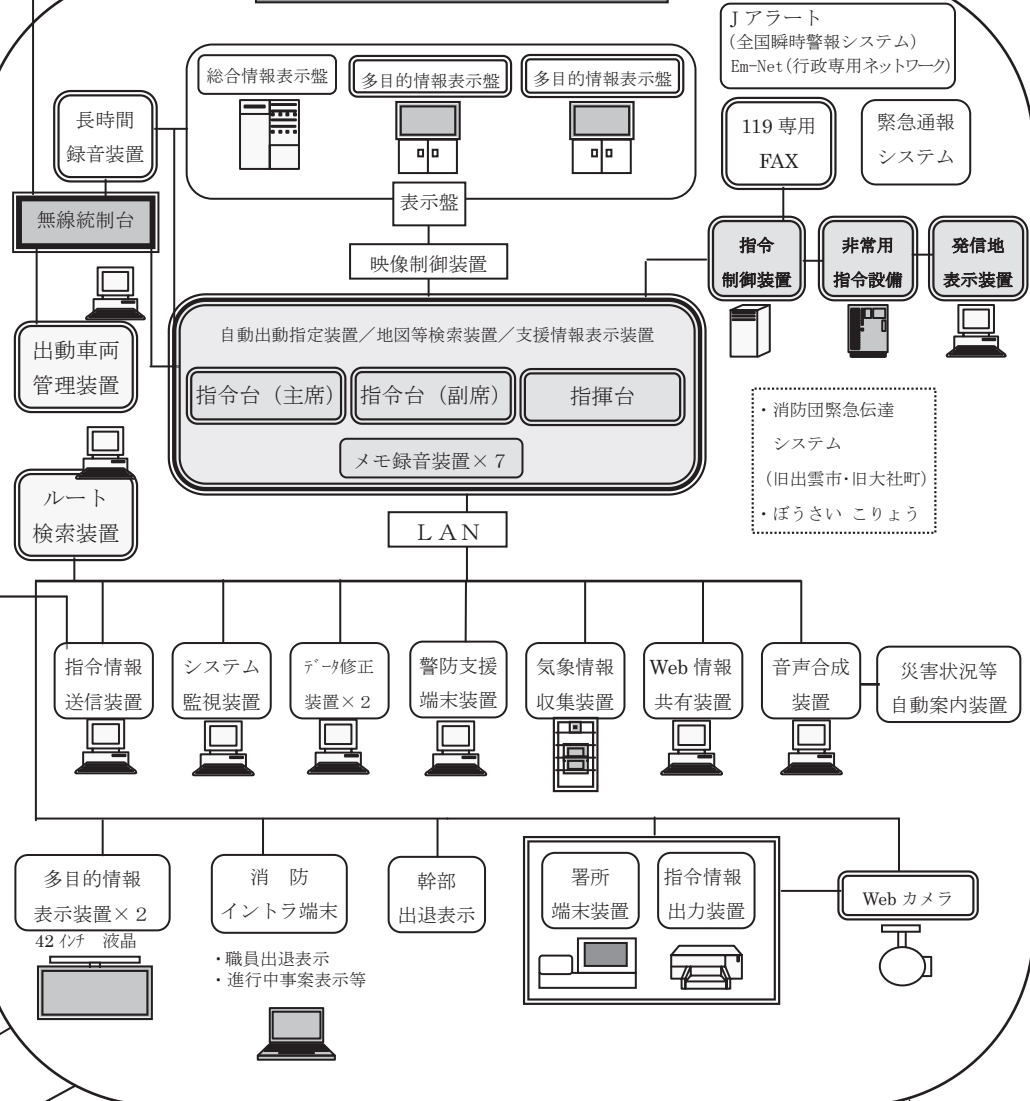 Jアラート
(全国瞬時警報システム)
Em-Net(行政専用ネットワーク)
総合情報表示盤
多目的情報表示盤
多目的情報表示盤
長時間
録音装置
119専用
FAX
緊急通報
システム
表示盤
無線統制台
映像制御装置
指令
制御装置
非常用
指令設備
発信地
表示装置
自動出動指定装置／地図等検索装置／支援情報表示装置
出動車両
管理装置
指令台（主席）
指令台（副席）
指揮台
メモ録音装置×７
・消防団緊急伝達
システム
(旧出雲市・旧大社町)
・ぼうさい こりょう
ルート
検索装置
ＬＡＮ
指令情報
送信装置
システム
監視装置
ﾃﾞｰﾀ修正
装置×２
警防支援
端末装置
気象情報
収集装置
Web 情報
共有装置
音声合成
装置
災害状況等
自動案内装置
多目的情報
表示装置×２
42 ｲﾝﾁ 液晶
消　防
イントラ端末
・職員出退表示
・進行中事案表示等
幹部
出退表示
署所
端末装置
指令情報
出力装置
Web カメラ